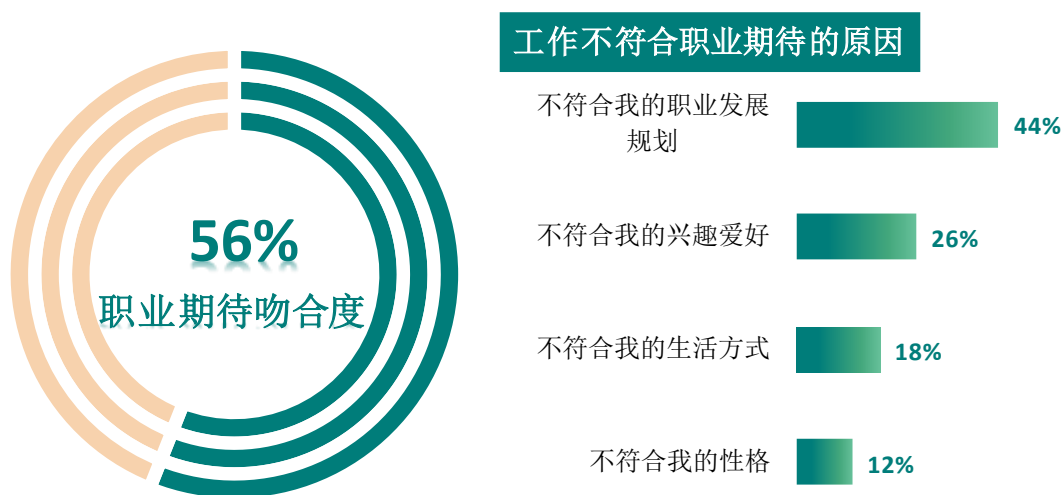 56%
职业期待吻合度
工作不符合职业期待的原因
不符合我的职业发展
规划
44%
不符合我的兴趣爱好
26%
不符合我的生活方式
18%
不符合我的性格
12%